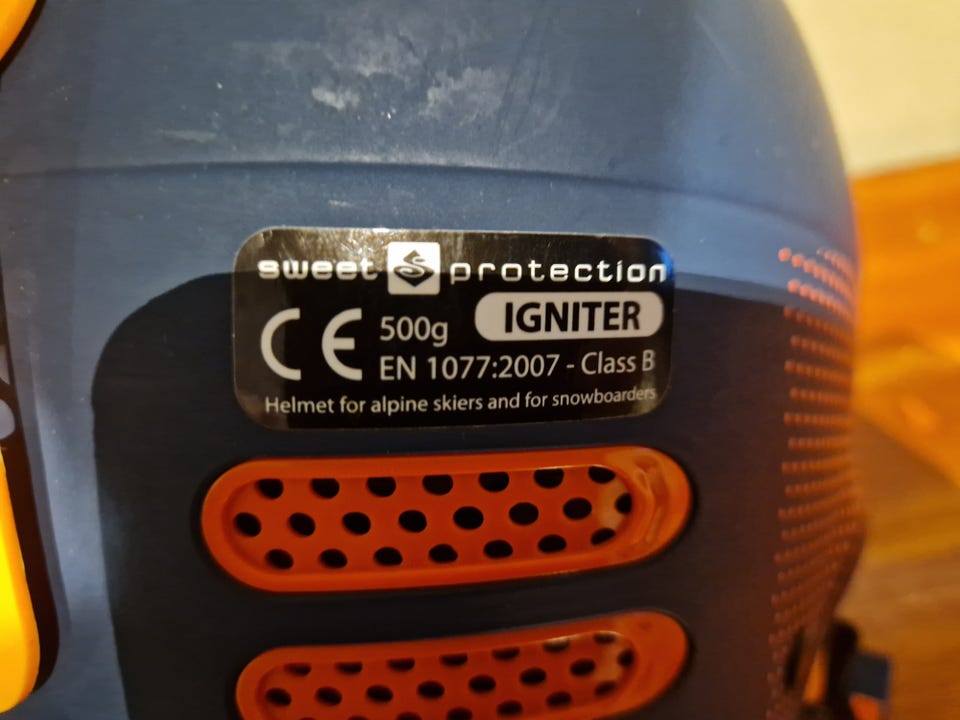 sweet protection
IGNITER
CE 500g
EN 1077:2007 - Class B
Helmet for alpine skiers and for snowboarders